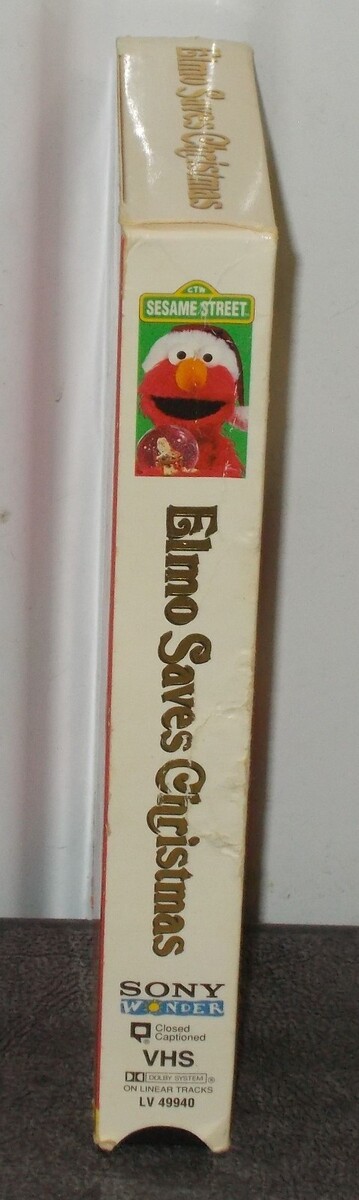 Elmo Saves Christmas
CTW
SESAME STREET
Elmo Saves Christmas
SONY
WONDER
® Closed
Captioned
VHS
DOLBY SYSTEM ®
ON LINEAR TRACKS
LV 49940